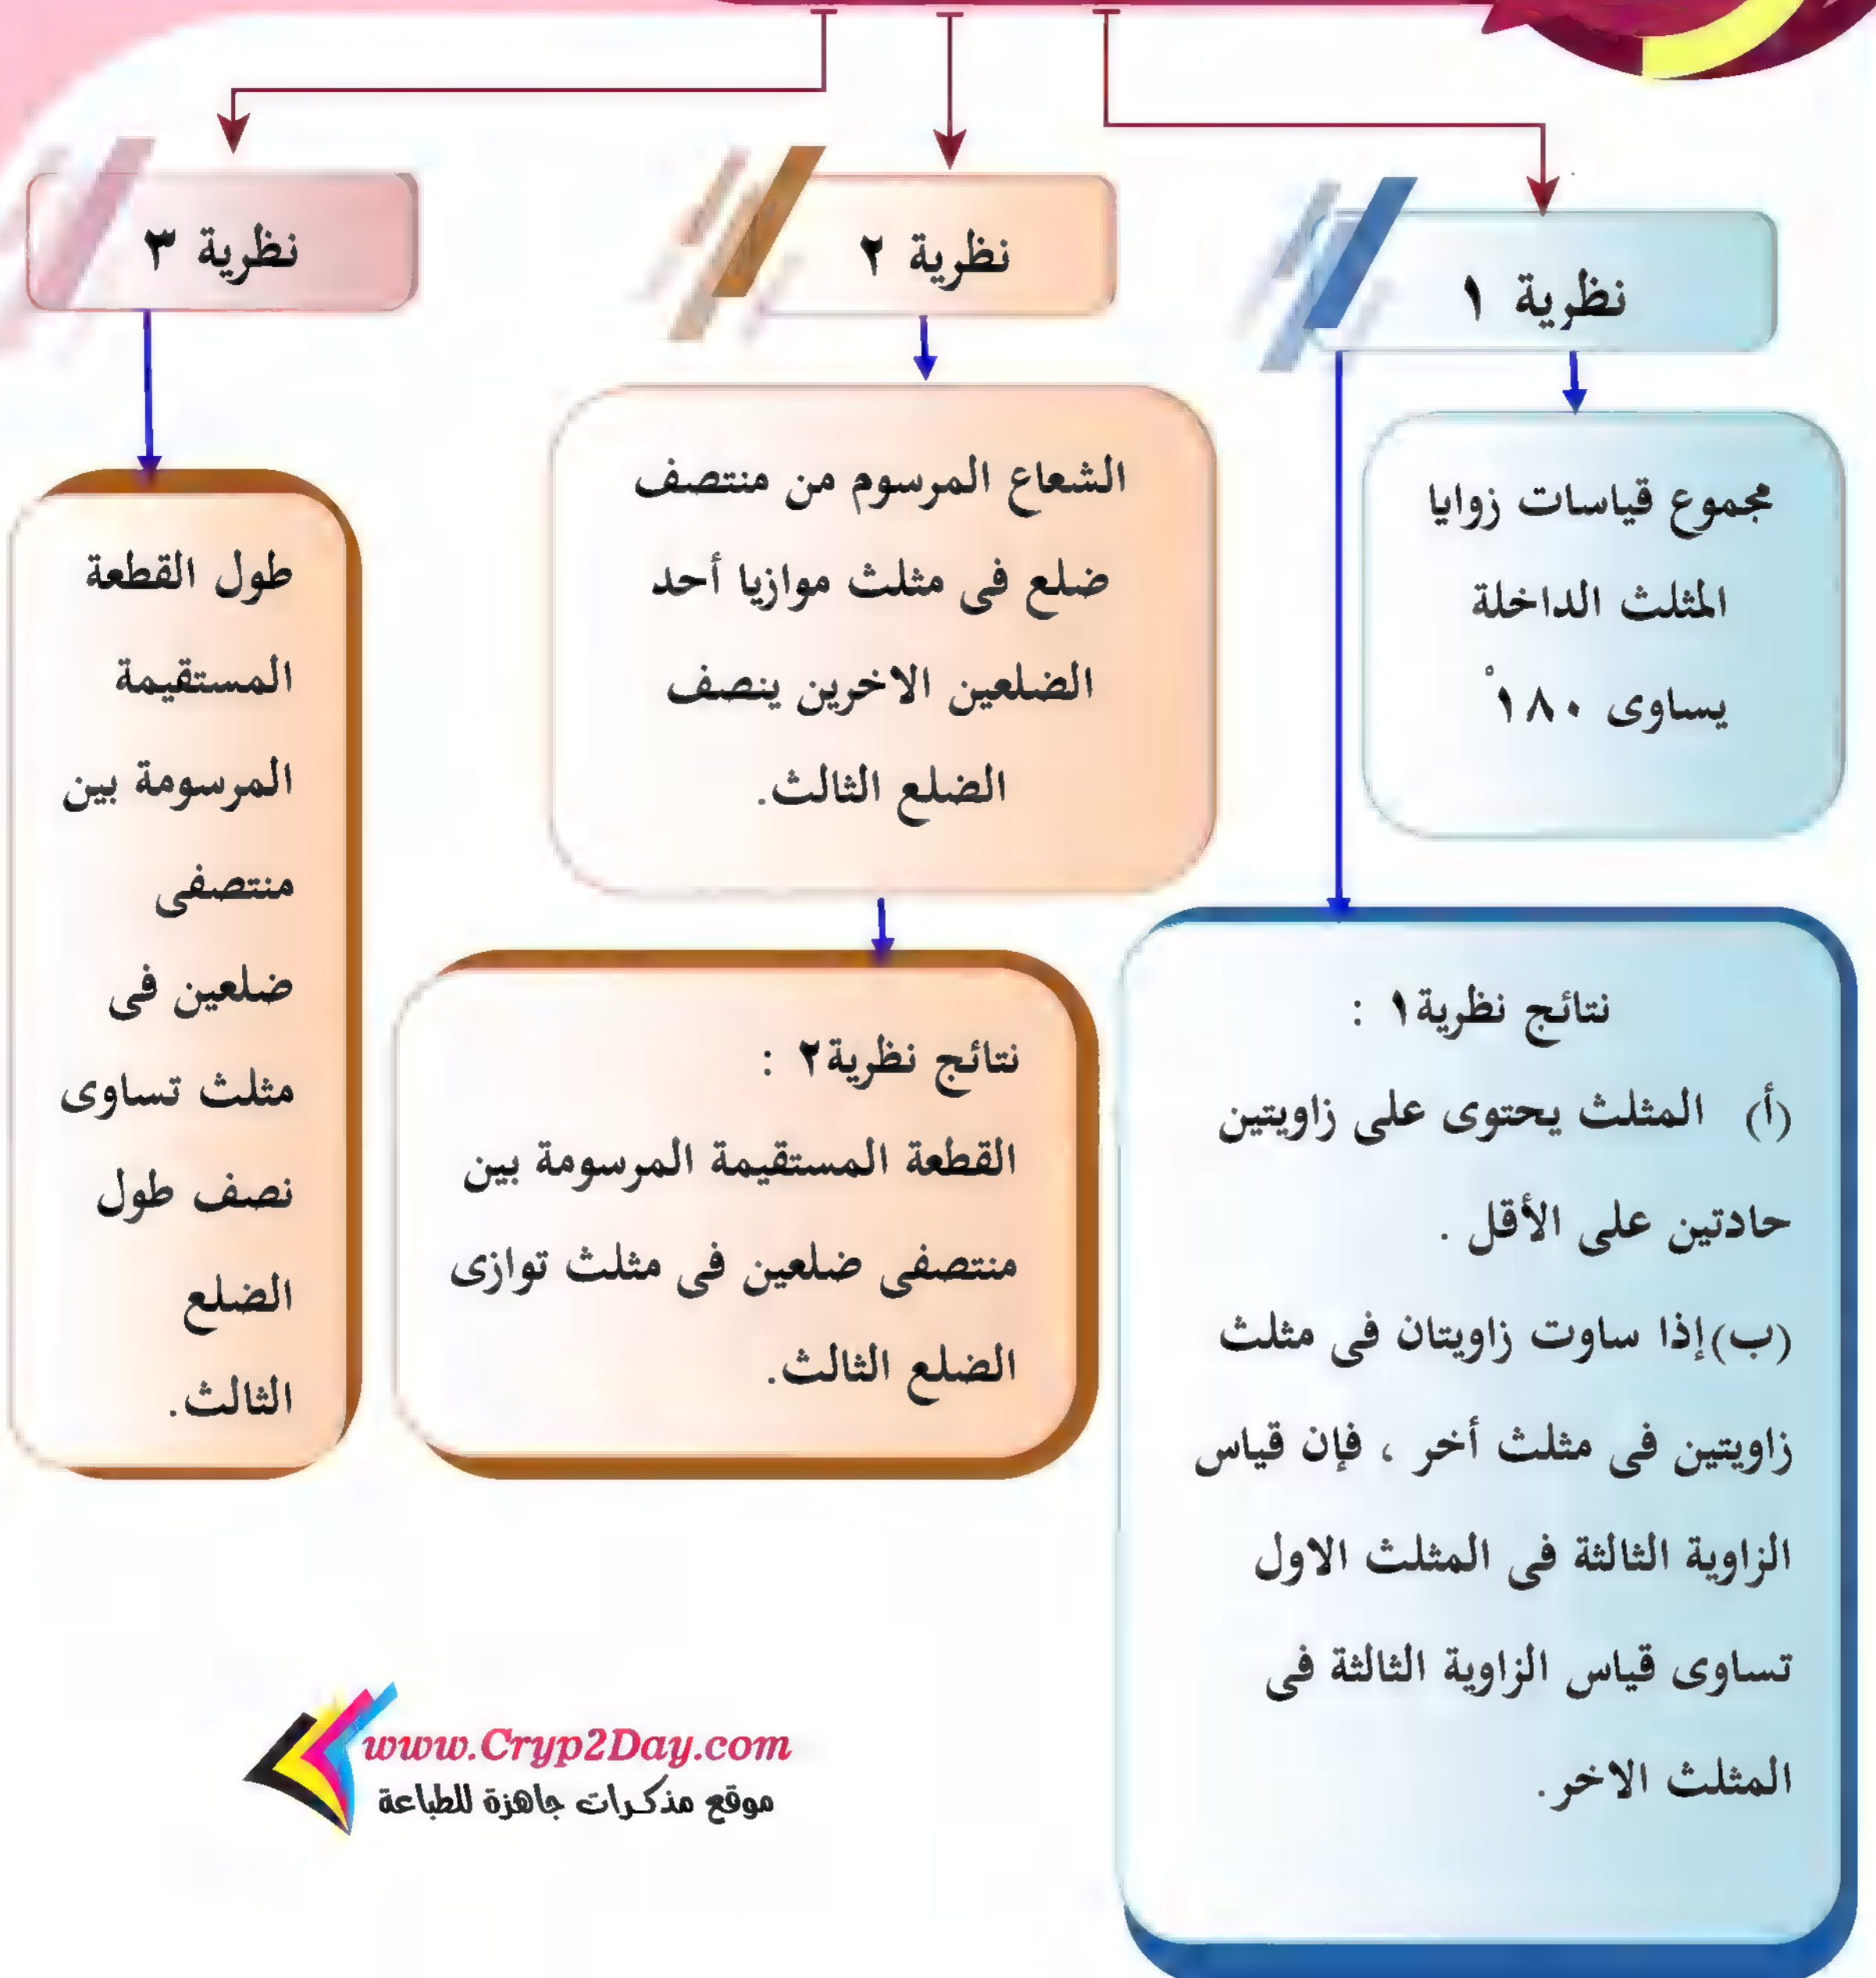 نظرية ١
مجموع قياسات زوايا
المثلث الداخلة
يساوى ١٨٠°
نتائج نظرية١ :
(أ) المثلث يحتوى على زاويتين
حادتين على الأقل .
(ب)إذا ساوت زاويتان فى مثلث
زاويتين فى مثلث أخر ، فإن قياس
الزاوية الثالثة فى المثلث الاول
تساوى قياس الزاوية الثالثة فى
المثلث الاخر.
نظرية ٢
الشعاع المرسوم من منتصف
ضلع فى مثلث موازيا أحد
الضلعين الاخرين ينصف
الضلع الثالث.
نتائج نظرية٢ :
القطعة المستقيمة المرسومة بين
منتصفى ضلعين فى مثلث توازى
الضلع الثالث.
نظرية ٣
طول القطعة
المستقيمة
المرسومة بين
منتصفى
ضلعين فى
مثلث تساوى
نصف طول
الضلع
الثالث.
www.Cryp2Day.com
موقع مذكرات جاهزة للطباعة